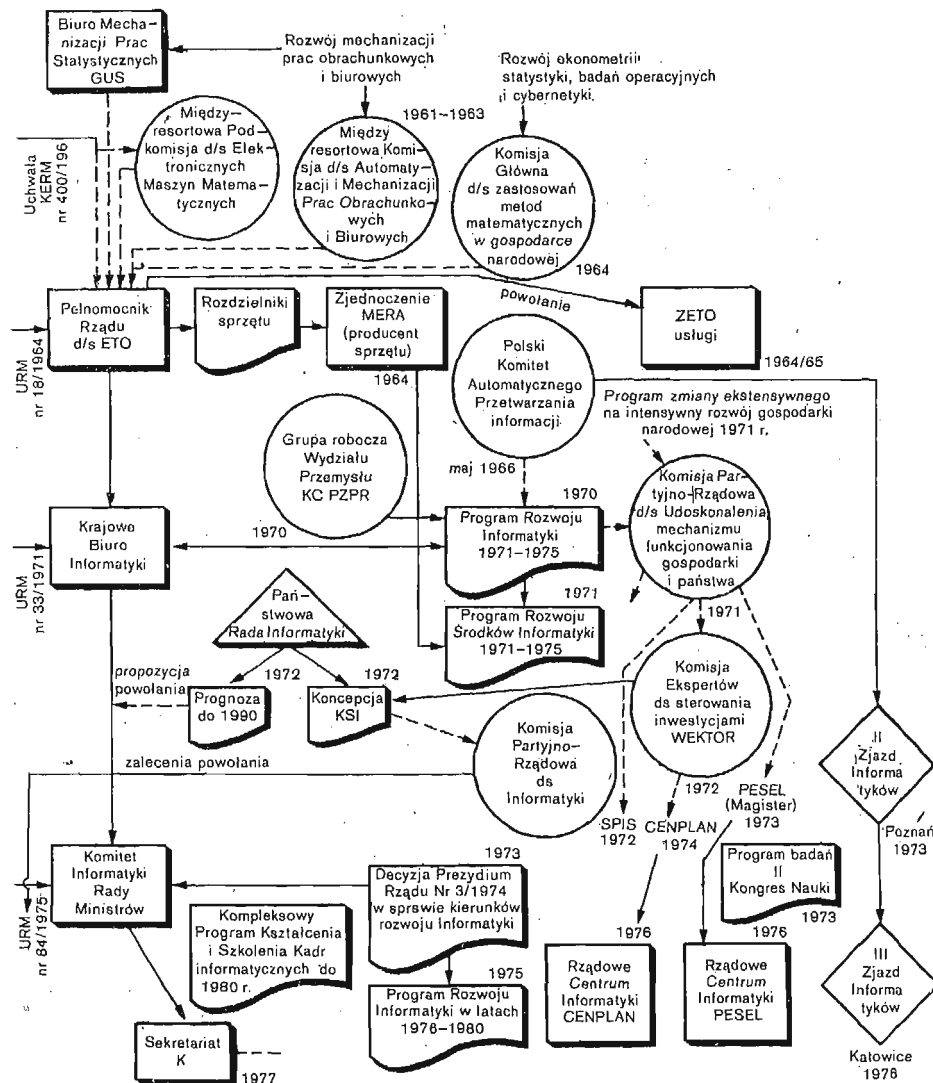 Biuro Mecha–
nizacji Prac
Statystycznych
GUS
Rozwój mechanizacji
prac obrachunkowych
i biurowych
Rozwój ekonometrii
statystyki, badań operacyjnych
i cybernetyki
Uchwała
KERM
nr 400/196
Między–
resortowa Pod–
komisja d/s Elek–
tronicznych
Maszyn Matema–
tycznych
1961–1963
Między
resortowa Komi–
sja d/s Automaty–
zacji i Mechanizacji
Prac Obrachunko–
wych
i Biurowych
Komisja
Główna
d/s zastosowań
metod
matematycznych
w gospodarce
narodowej
1964
Pełnomocnik
Rządu
d/s ETO
URM
nr 18/1964
Rozdzielniki
sprzętu
Zjednoczenie
MERA
(producent
sprzętu)
1964
powołanie
ZETO
usługi
1964/65
Polski
Komitet
Automatycznego
Przetwarzania
informacji
maj 1966
Program zmiany ekstensywnego
na intensywny rozwój gospodarki
narodowej 1971 r.
Grupa robocza
Wydziału
Przemysłu
KC PZPR
Krajowe
Biuro
Informatyki
URM
nr 33/1971
1970
1970
Program Rozwoju
Informatyki
1971–1975
Komisja Par–
tyjno–Rządowa
d/s Udoskonalenia
mechanizmu
funkcjonowania
gospodarki
i państwa
1971
1971
Program Rozwoju
Środków Informatyki
1971–1975
Pań–
stwowa
Rada Informatyki
propozycja
powołania
1972
Prognoza
do 1990
1972
Koncepcja
KSI
Komisja
Ekspertów
ds sterowania
inwestycjami
WEKTOR
1972
Komisja
Partyjno–
Rządowa
ds
Informatyki
zalecenia powołania
SPIS
1972
CENPLAN
1974
PESEL
(Magister)
1973
II
Zjazd
Informa
tyków
Poznań
1973
Komitet
Informatyki
Rady
Ministrów
URM
nr 84/1975
1973
Decyzja Prezydium
Rządu Nr 3/1974
w sprswie kierunków
rozwoju Informatyki
Program badań
II
Kongres Nauki
1973
Kompleksowy
Program Kształcenia
i Szkolenia Kadr
informatycznych do
1980 r.
1975
Program Rozwoju
Informatyki w latach
1976–1980
1976
Rządowe
Centrum
Informatyki
CENPLAN
1976
Rządowe
Centrum
Informatyki
PESEL
III
Zjazd
Informa
tyków
Katowice
1976
Sekretariat
K
1977